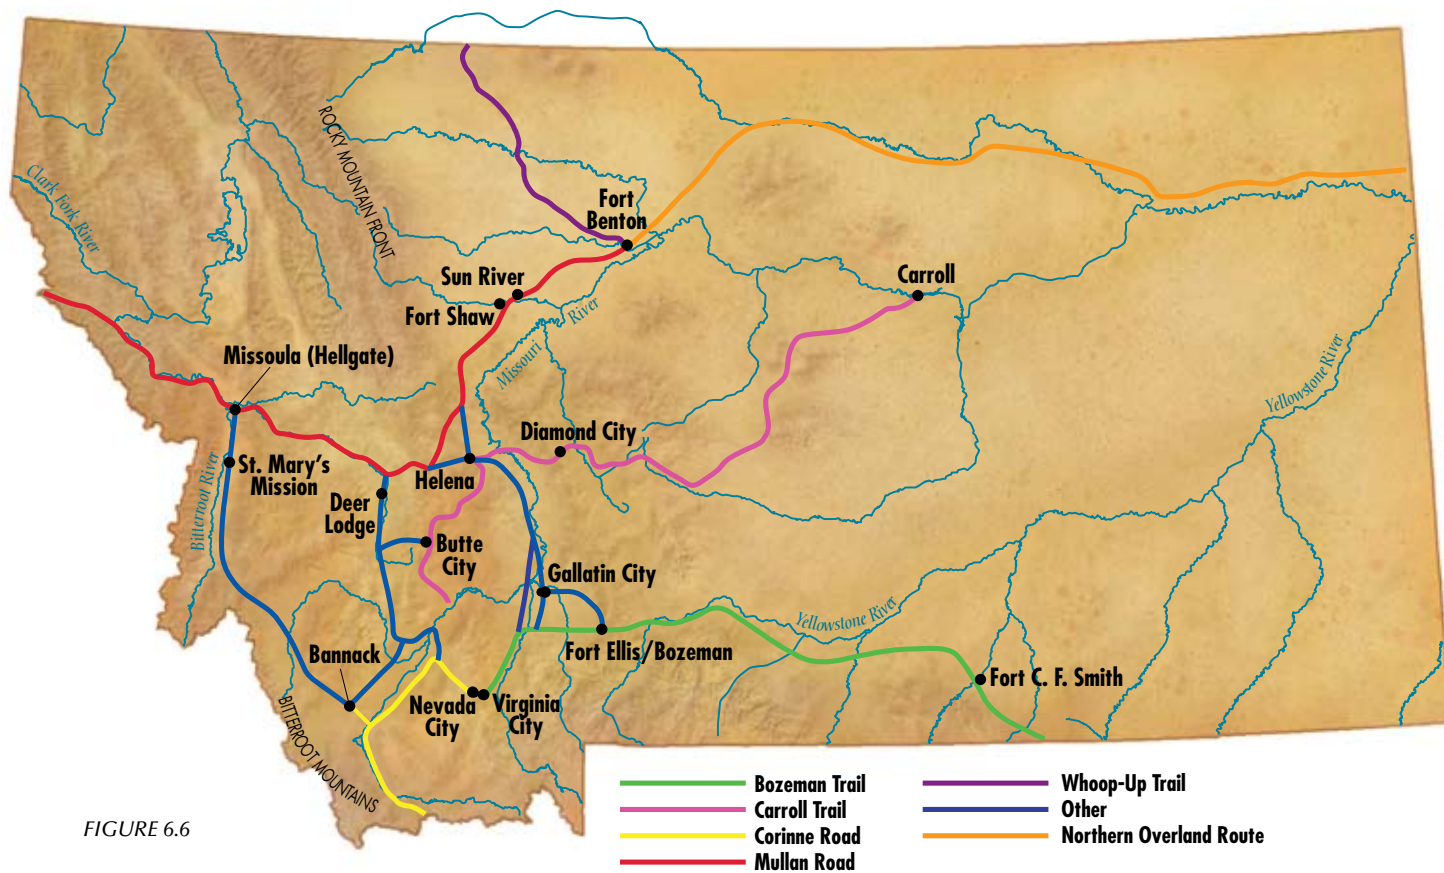 ROCKY MOUNTAIN FRONT
Clark Fork River
Fort
Benton
Sun River
Fort Shaw
Carroll
Missouri
River
Missoula (Hellgate)
Yellowstone River
Diamond City
St. Mary's
Mission
Helena
Bitterroot River
Deer
Lodge
Butte
City
Gallatin City
Yellowstone River
Bannack
Fort Ellis/Bozeman
Fort C. F. Smith
Nevada
City
Virginia
City
BITTERROOT MOUNTAINS
FIGURE 6.6
Bozeman Trail
Carroll Trail
Corinne Road
Mullan Road
Whoop-Up Trail
Other
Northern Overland Route